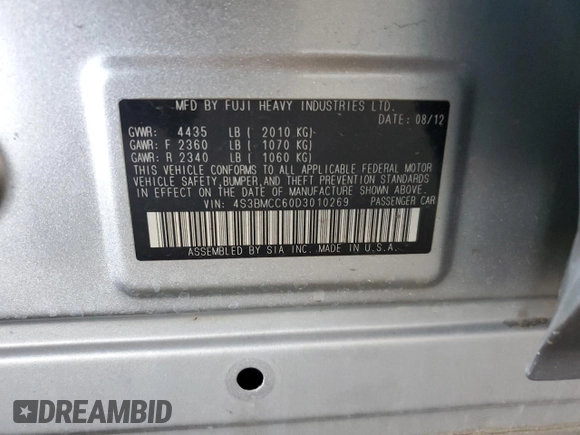 MFD BY FUJI HEAVY INDUSTRIES LTD.
DATE: 08/12
GVWR: 4435 LB ( 2010 KG)
GAWR: F 2360 LB ( 1070 KG)
GAWR: R 2340 LB ( 1060 KG)
THIS VEHICLE CONFORMS TO ALL APPLICABLE FEDERAL MOTOR
VEHICLE SAFETY, BUMPER, AND THEFT PREVENTION STANDARDS
IN EFFECT ON THE DATE OF MANUFACTURE SHOWN ABOVE.
VIN: 4S3BMCC60D3010269 PASSENGER CAR
ASSEMBLED BY SIA INC. MADE IN U.S.A.
DREAMBID